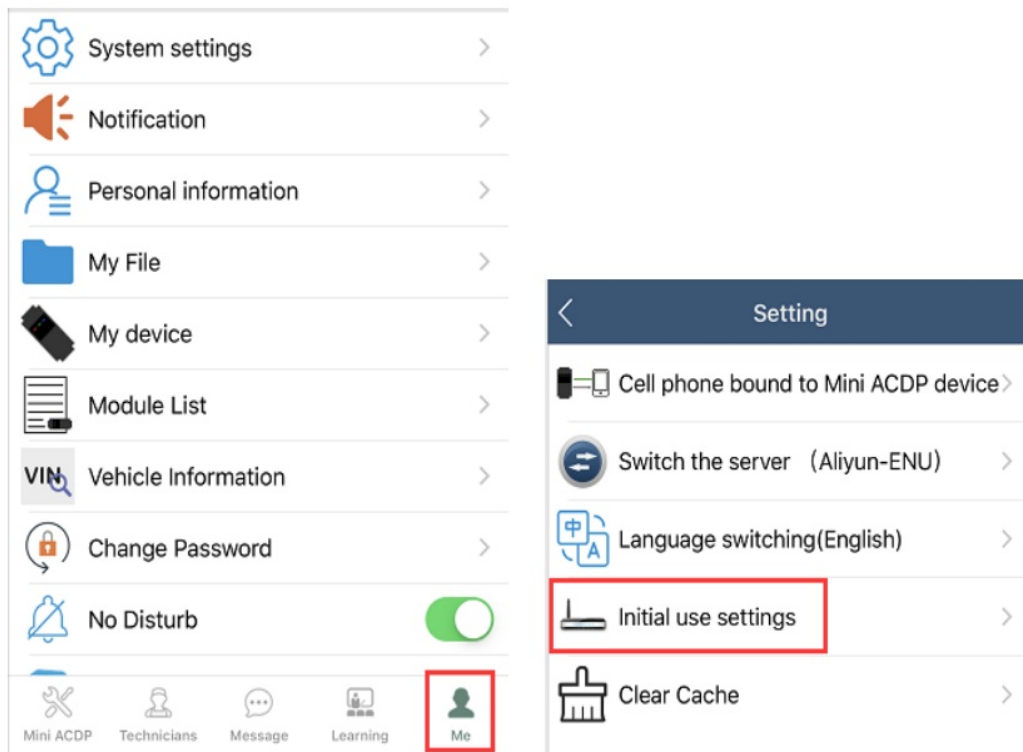 System settings
Notification
Personal information
My File
My device
Module List
VIN Vehicle Information
Change Password
No Disturb
Mini ACDP Technicians Message Learning Me
Setting
Cell phone bound to Mini ACDP device
Switch the server （Aliyun-ENU)
中 A Language switching(English)
Initial use settings
Clear Cache